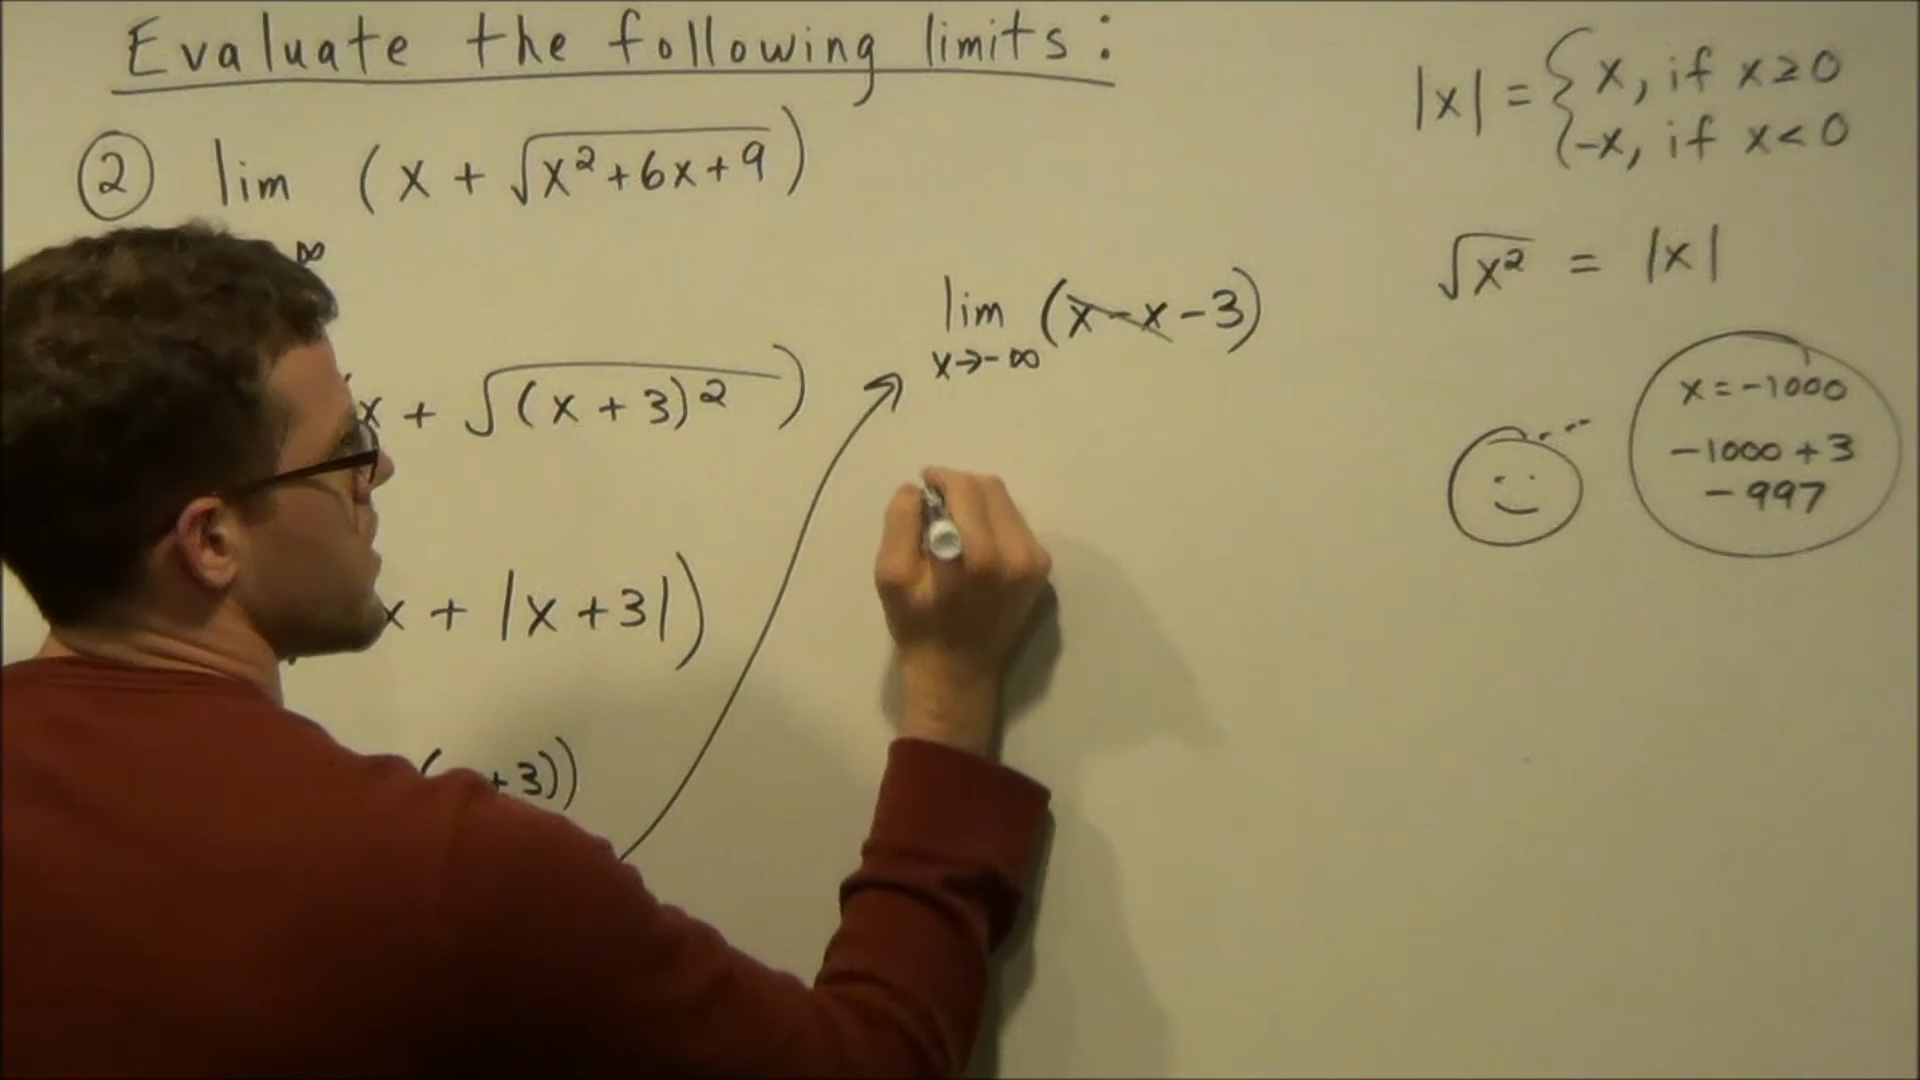 Evaluate the following limits:
② lim (x + √(x² + 6x + 9))
∞
x + √((x + 3)²)
x + |x + 3|)
( + 3))
lim (x - x - 3)
x → -∞
|x| = { x, if x ≥ 0
-x, if x < 0
√(x²) = |x|
x = -1000
-1000 + 3
-997